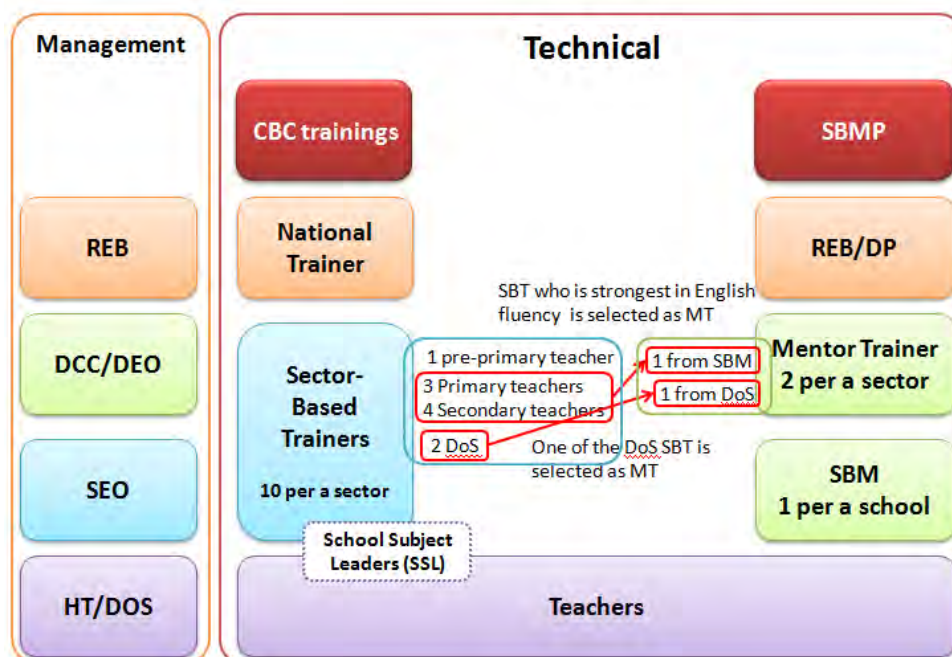 Management
REB
DCC/DEO
SEO
HT/DOS
Technical
CBC trainings
SBMP
National
Trainer
REB/DP
SBT who is strongest in English
fluency is selected as MT
Sector-
Based
Trainers
10 per a sector
1 pre-primary teacher
3 Primary teachers
4 Secondary teachers
2 DoS
1 from SBM
1 from DoS
Mentor Trainer
2 per a sector
One of the DoS SBT is
selected as MT
SBM
1 per a school
School Subject
Leaders (SSL)
Teachers